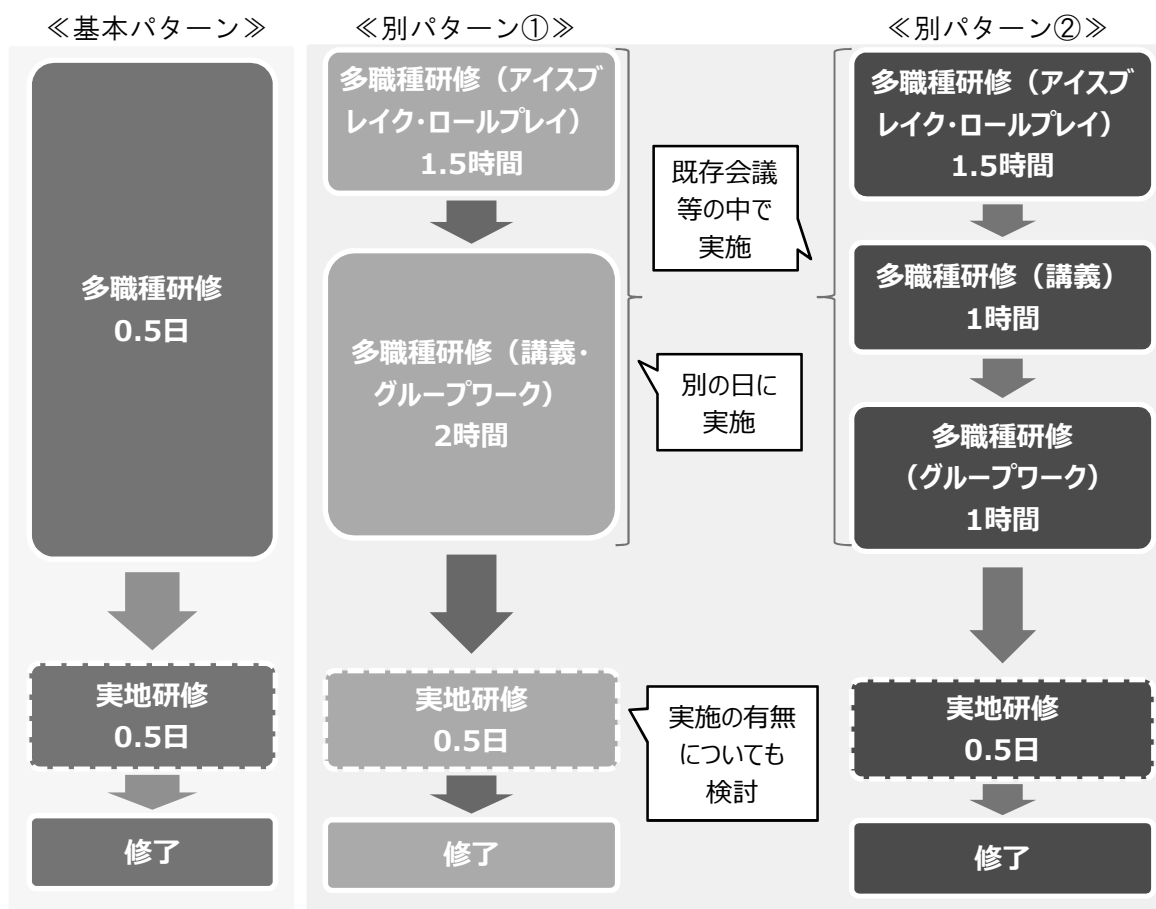 ≪基本パターン≫
多職種研修
0.5日
実地研修
0.5日
修了
≪別パターン①≫
多職種研修（アイスブ
レイク・ロールプレイ）
1.5時間
多職種研修（講義・
グループワーク）
2時間
実地研修
0.5日
修了
既存会議
等の中で
実施
別の日に
実施
実施の有無
についても
検討
≪別パターン②≫
多職種研修（アイスブ
レイク・ロールプレイ）
1.5時間
多職種研修（講義）
1時間
多職種研修
（グループワーク）
1時間
実地研修
0.5日
修了